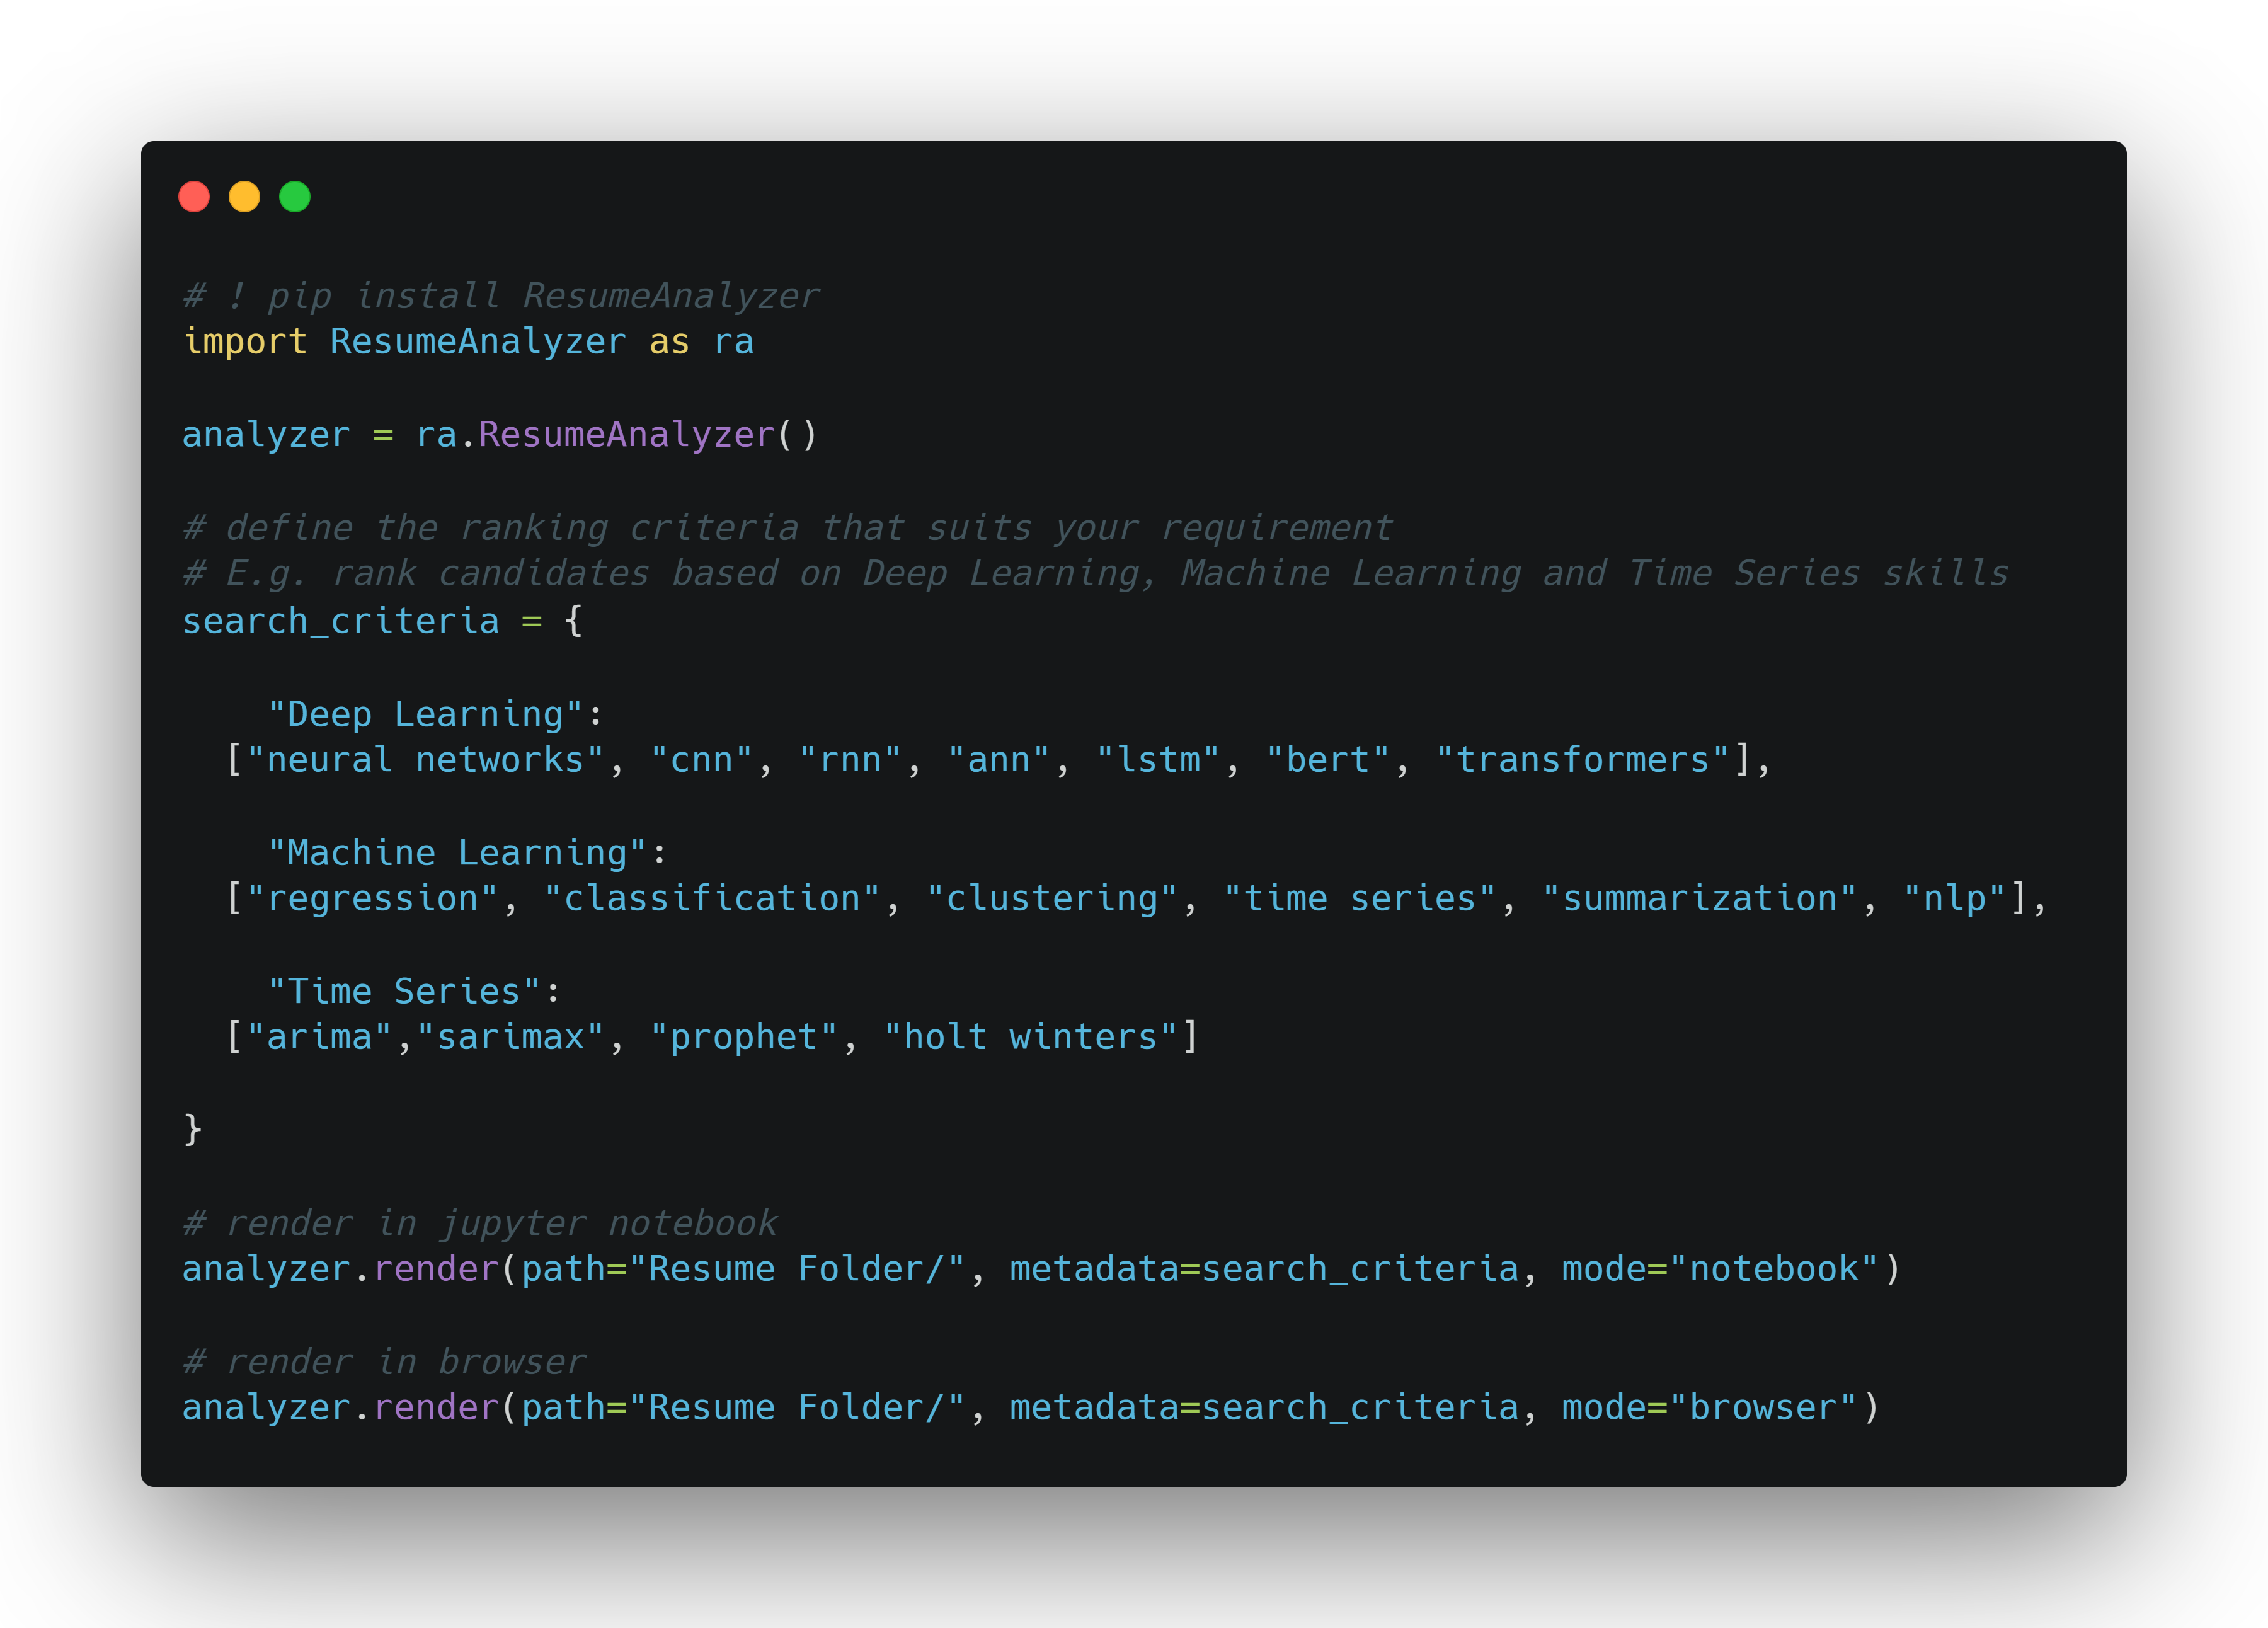 # ! pip install ResumeAnalyzer
import ResumeAnalyzer as ra

analyzer = ra.ResumeAnalyzer()

# define the ranking criteria that suits your requirement
# E.g. rank candidates based on Deep Learning, Machine Learning and Time Series skills
search_criteria = {

    "Deep Learning":
  ["neural networks", "cnn", "rnn", "ann", "lstm", "bert", "transformers"],

    "Machine Learning":
  ["regression", "classification", "clustering", "time series", "summarization", "nlp"],

    "Time Series":
  ["arima","sarimax", "prophet", "holt winters"]

}

# render in jupyter notebook
analyzer.render(path="Resume Folder/", metadata=search_criteria, mode="notebook")

# render in browser
analyzer.render(path="Resume Folder/", metadata=search_criteria, mode="browser")